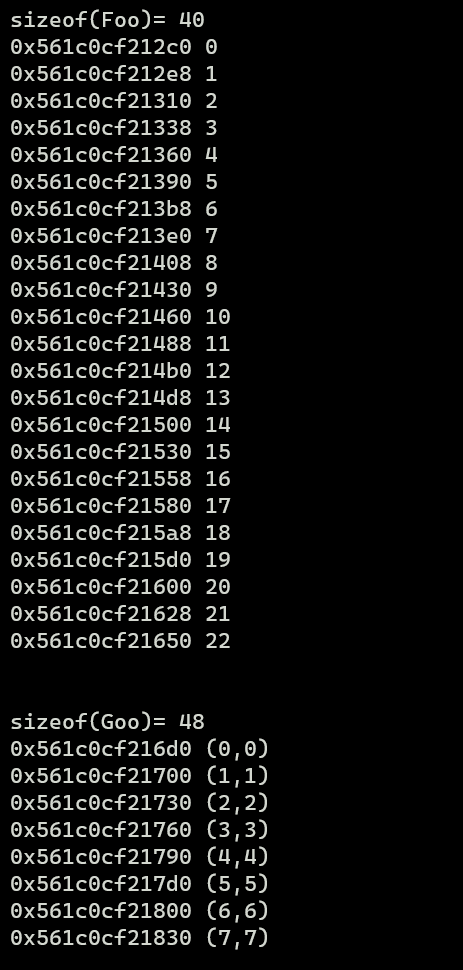 sizeof(Foo)= 40
0x561c0cf212c0 0
0x561c0cf212e8 1
0x561c0cf21310 2
0x561c0cf21338 3
0x561c0cf21360 4
0x561c0cf21390 5
0x561c0cf213b8 6
0x561c0cf213e0 7
0x561c0cf21408 8
0x561c0cf21430 9
0x561c0cf21460 10
0x561c0cf21488 11
0x561c0cf214b0 12
0x561c0cf214d8 13
0x561c0cf21500 14
0x561c0cf21530 15
0x561c0cf21558 16
0x561c0cf21580 17
0x561c0cf215a8 18
0x561c0cf215d0 19
0x561c0cf21600 20
0x561c0cf21628 21
0x561c0cf21650 22
sizeof(Goo)= 48
0x561c0cf216d0 (0,0)
0x561c0cf21700 (1,1)
0x561c0cf21730 (2,2)
0x561c0cf21760 (3,3)
0x561c0cf21790 (4,4)
0x561c0cf217d0 (5,5)
0x561c0cf21800 (6,6)
0x561c0cf21830 (7,7)